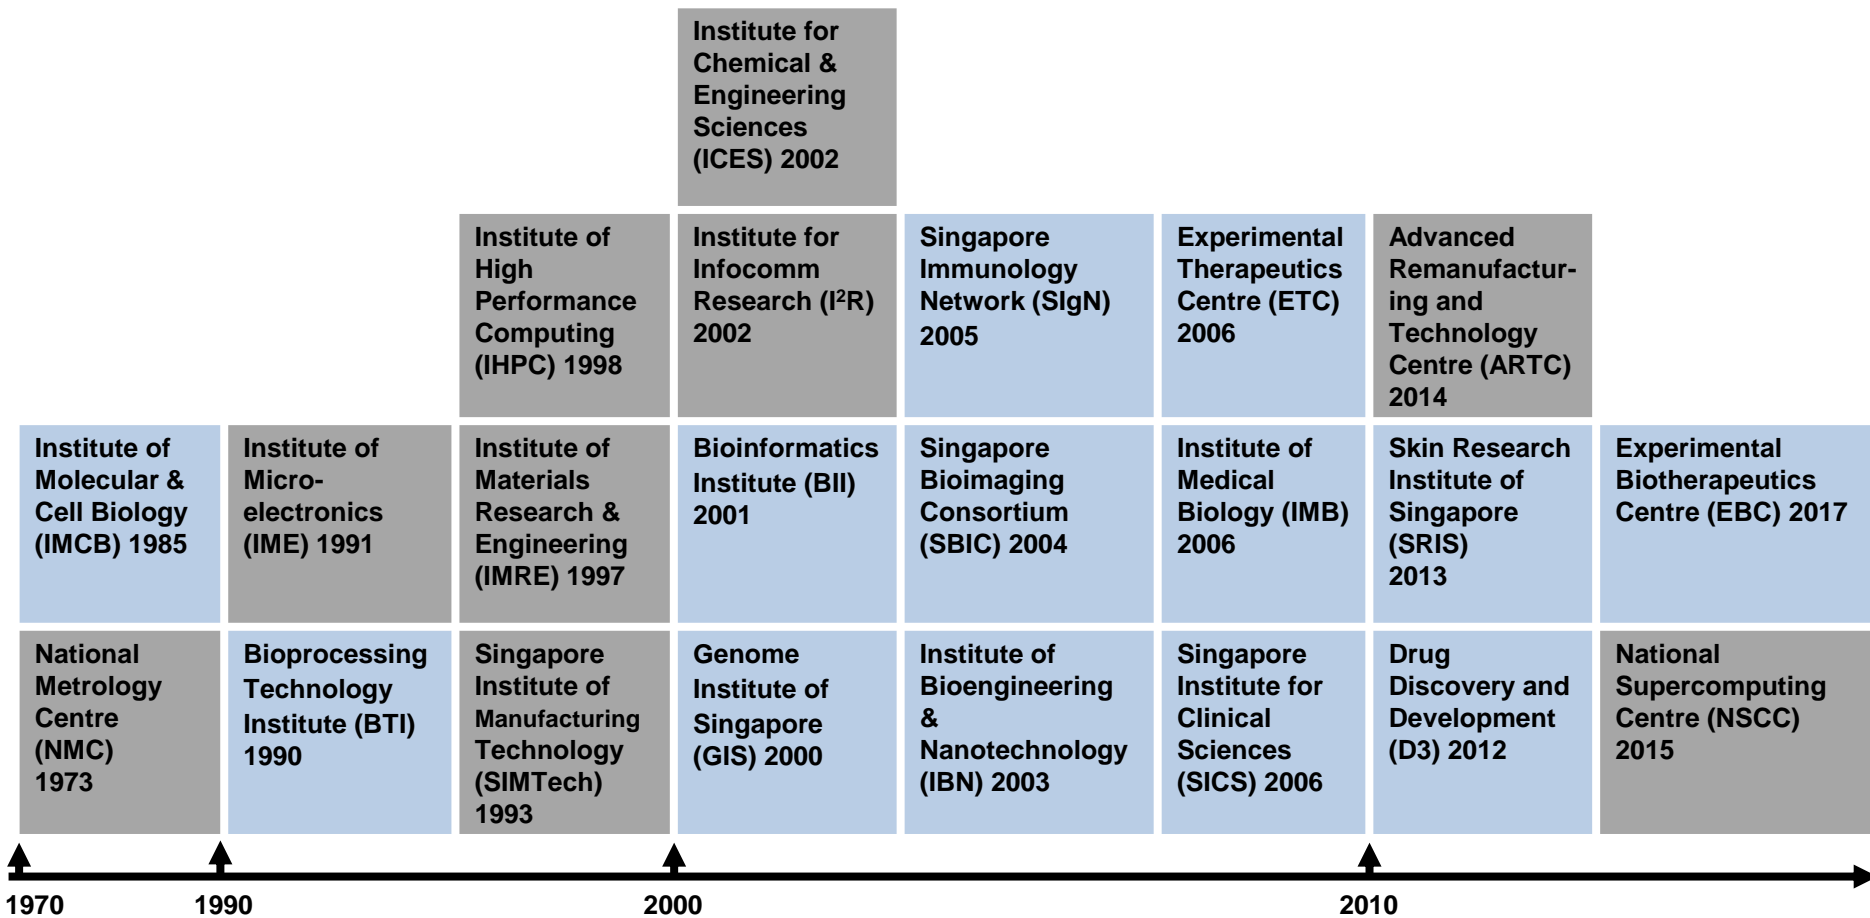 Institute for
Chemical &
Engineering
Sciences
(ICES) 2002
Institute of
High
Performance
Computing
(IHPC) 1998
Institute for
Infocomm
Research (I²R)
2002
Singapore
Immunology
Network (SIgN)
2005
Experimental
Therapeutics
Centre (ETC)
2006
Advanced
Remanufactur-
ing and
Technology
Centre (ARTC)
2014
Institute of
Molecular &
Cell Biology
(IMCB) 1985
Institute of
Micro-
electronics
(IME) 1991
Institute of
Materials
Research &
Engineering
(IMRE) 1997
Bioinformatics
Institute (BII)
2001
Singapore
Bioimaging
Consortium
(SBIC) 2004
Institute of
Medical
Biology (IMB)
2006
Skin Research
Institute of
Singapore
(SRIS)
2013
Experimental
Biotherapeutics
Centre (EBC) 2017
National
Metrology
Centre
(NMC)
1973
Bioprocessing
Technology
Institute (BTI)
1990
Singapore
Institute of
Manufacturing
Technology
(SIMTech)
1993
Genome
Institute of
Singapore
(GIS) 2000
Institute of
Bioengineering
&
Nanotechnology
(IBN) 2003
Singapore
Institute for
Clinical
Sciences
(SICS) 2006
Drug
Discovery and
Development
(D3) 2012
National
Supercomputing
Centre (NSCC)
2015
1970
1990
2000
2010